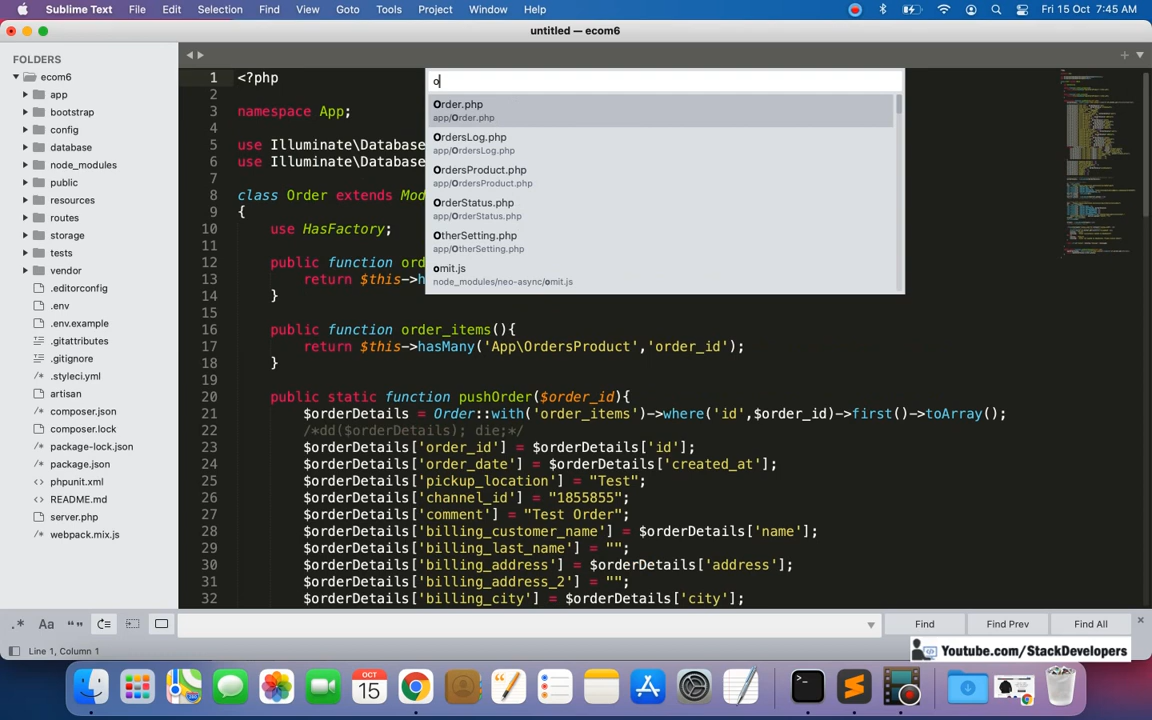 Sublime Text File Edit Selection Find View Goto Tools Project Window Help Fri 15 Oct 7:45 AM
untitled — ecom6
FOLDERS
ecom6
app
bootstrap
config
database
node_modules
public
resources
routes
storage
tests
vendor
.editorconfig
.env
.env.example
.gitattributes
.gitignore
.styleci.yml
artisan
composer.json
composer.lock
package-lock.json
package.json
phpunit.xml
README.md
server.php
webpack.mix.js
o
Order.php
app/Order.php
OrdersLog.php
app/OrdersLog.php
OrdersProduct.php
app/OrdersProduct.php
OrderStatus.php
app/OrderStatus.php
OtherSetting.php
app/OtherSetting.php
omit.js
node_modules/neo-async/omit.js
1 <?php
2
3 namespace App;
4
5 use Illuminate\Database
6 use Illuminate\Database
7
8 class Order extends Mod
9 {
10 use HasFactory;
11
12 public function ord
13 return $this->h
14 }
15
16 public function order_items(){
17 return $this->hasMany('App\OrdersProduct','order_id');
18 }
19
20 public static function pushOrder($order_id){
21 $orderDetails = Order::with('order_items')->where('id',$order_id)->first()->toArray();
22 /*dd($orderDetails); die;*/
23 $orderDetails['order_id'] = $orderDetails['id'];
24 $orderDetails['order_date'] = $orderDetails['created_at'];
25 $orderDetails['pickup_location'] = "Test";
26 $orderDetails['channel_id'] = "1855855";
27 $orderDetails['comment'] = "Test Order";
28 $orderDetails['billing_customer_name'] = $orderDetails['name'];
29 $orderDetails['billing_last_name'] = "";
30 $orderDetails['billing_address'] = $orderDetails['address'];
31 $orderDetails['billing_address_2'] = "";
32 $orderDetails['billing_city'] = $orderDetails['city'];
.* Aa Find Find Prev Find All
Line 1, Column 1
Youtube.com/StackDevelopers
OCT
15